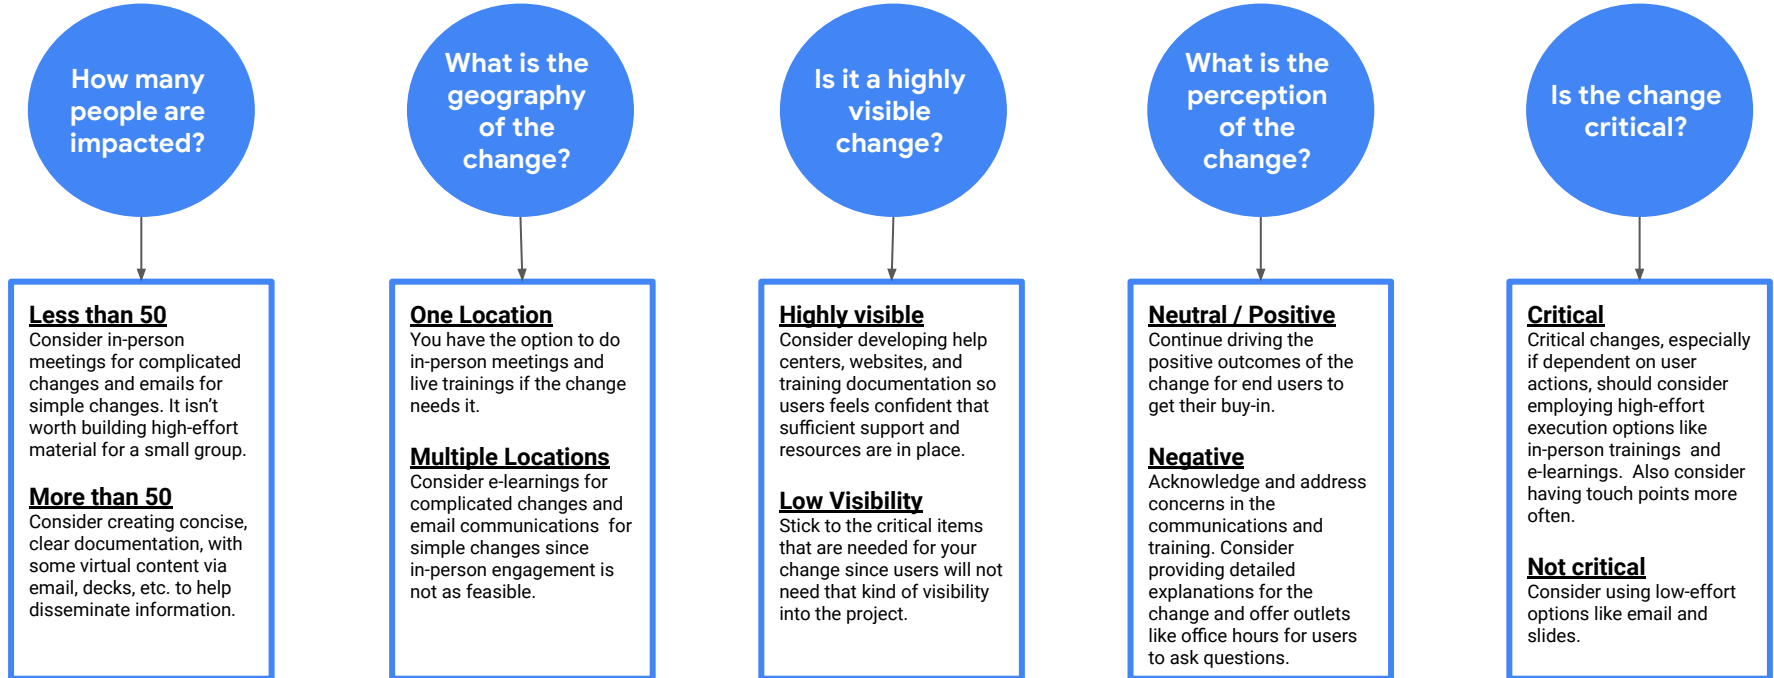 How many
people are
impacted?
What is the
geography
of the
change?
Is it a highly
visible
change?
What is the
perception
of the
change?
Is the change
critical?
Less than 50
Consider in-person
meetings for complicated
changes and emails for
simple changes. It isn't
worth building high-effort
material for a small group.
More than 50
Consider creating concise,
clear documentation, with
some virtual content via
email, decks, etc. to help
disseminate information.
One Location
You have the option to do
in-person meetings and
live trainings if the change
needs it.
Multiple Locations
Consider e-learnings for
complicated changes and
email communications  for
simple changes since
in-person engagement is
not as feasible.
Highly visible
Consider developing help
centers, websites, and
training documentation so
users feels confident that
sufficient support and
resources are in place.
Low Visibility
Stick to the critical items
that are needed for your
change since users will not
need that kind of visibility
into the project.
Neutral / Positive
Continue driving the
positive outcomes of the
change for end users to
get their buy-in.
Negative
Acknowledge and address
concerns in the
communications and
training. Consider
providing detailed
explanations for the
change and offer outlets
like office hours for users
to ask questions.
Critical
Critical changes, especially
if dependent on user
actions, should consider
employing high-effort
execution options like
in-person trainings  and
e-learnings.  Also consider
having touch points more
often.
Not critical
Consider using low-effort
options like email and
slides.